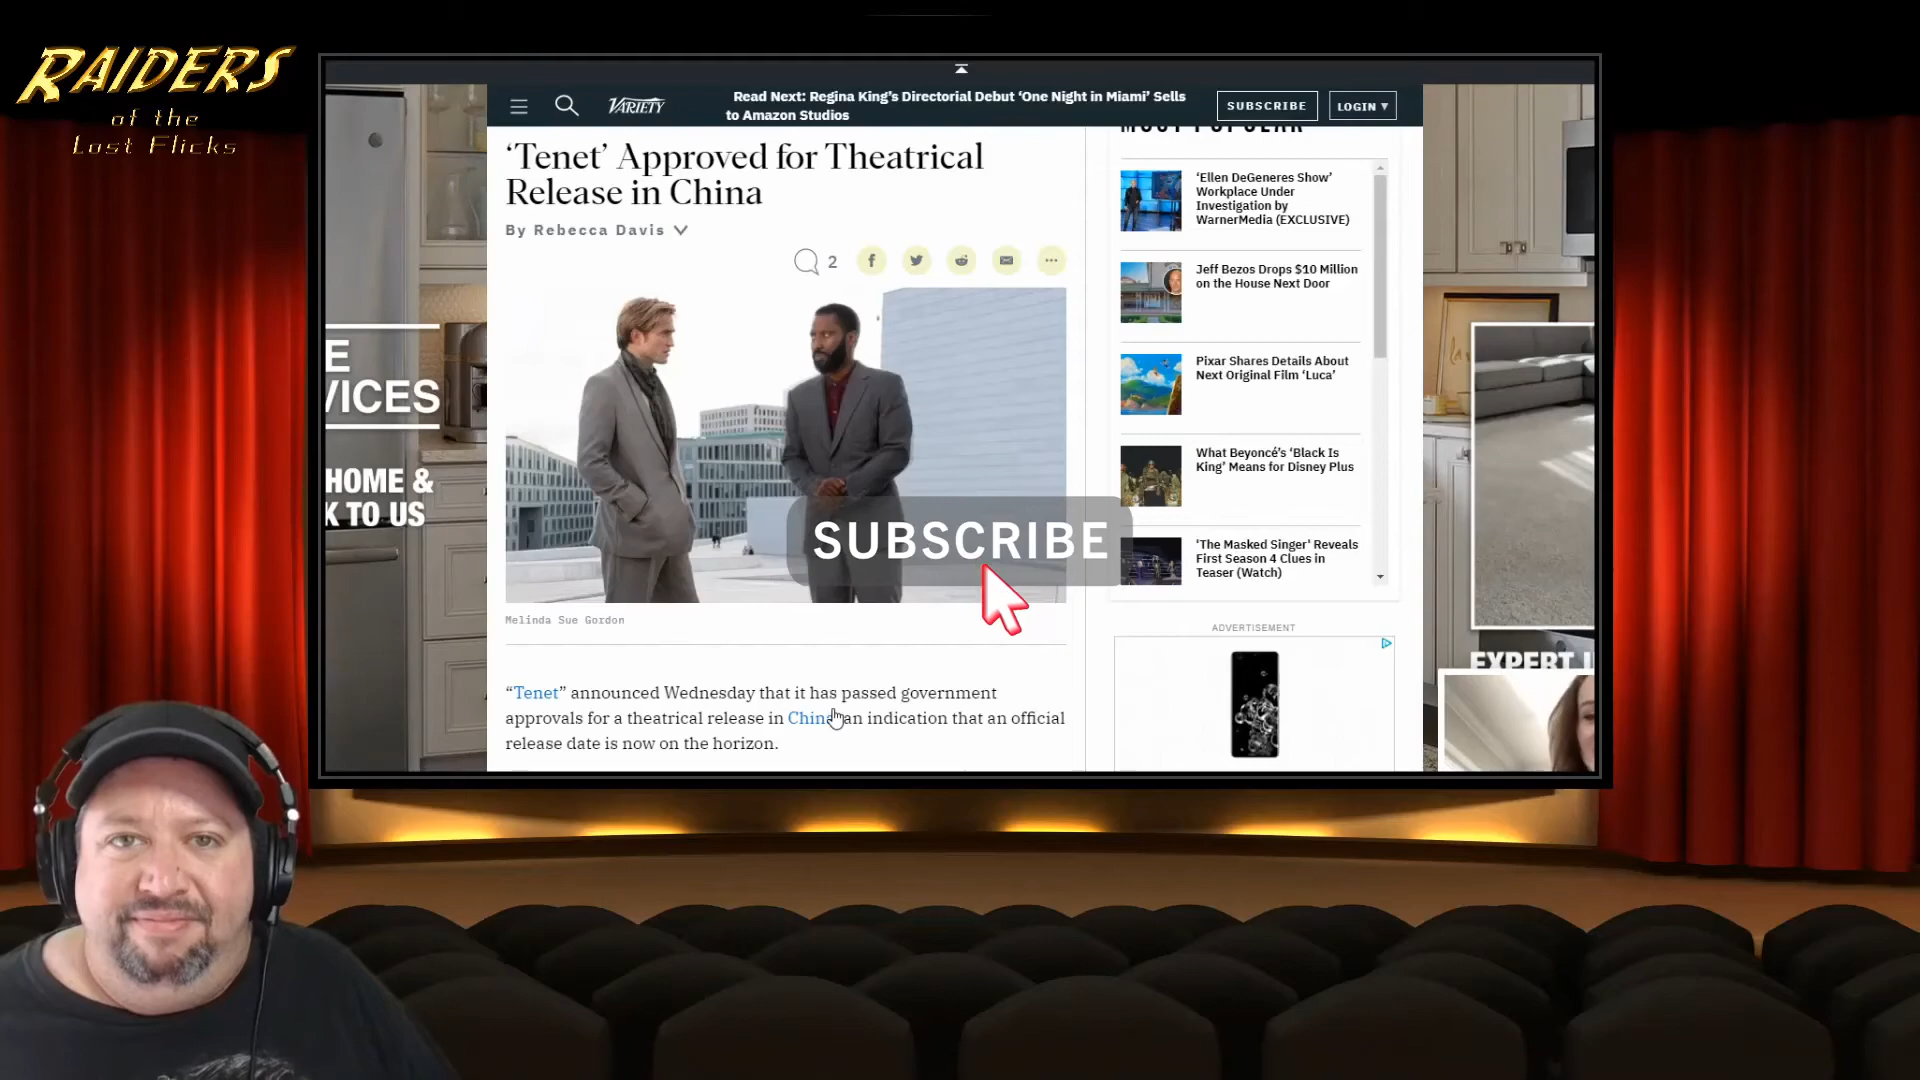 RAIDERS
of the
Lost Flicks
VARIETY
Read Next: Regina King's Directorial Debut 'One Night in Miami' Sells
to Amazon Studios
SUBSCRIBE
LOGIN ▾
‘Tenet’ Approved for Theatrical
Release in China
By Rebecca Davis
2
MOST POPULAR
‘Ellen DeGeneres Show’
Workplace Under
Investigation by
WarnerMedia (EXCLUSIVE)
Jeff Bezos Drops $10 Million
on the House Next Door
Pixar Shares Details About
Next Original Film ‘Luca’
What Beyoncé’s ‘Black Is
King’ Means for Disney Plus
'The Masked Singer' Reveals
First Season 4 Clues in
Teaser (Watch)
SUBSCRIBE
Melinda Sue Gordon
“Tenet” announced Wednesday that it has passed government
approvals for a theatrical release in China an indication that an official
release date is now on the horizon.
ADVERTISEMENT
E
VICES
HOME &
K TO US
EXPERT